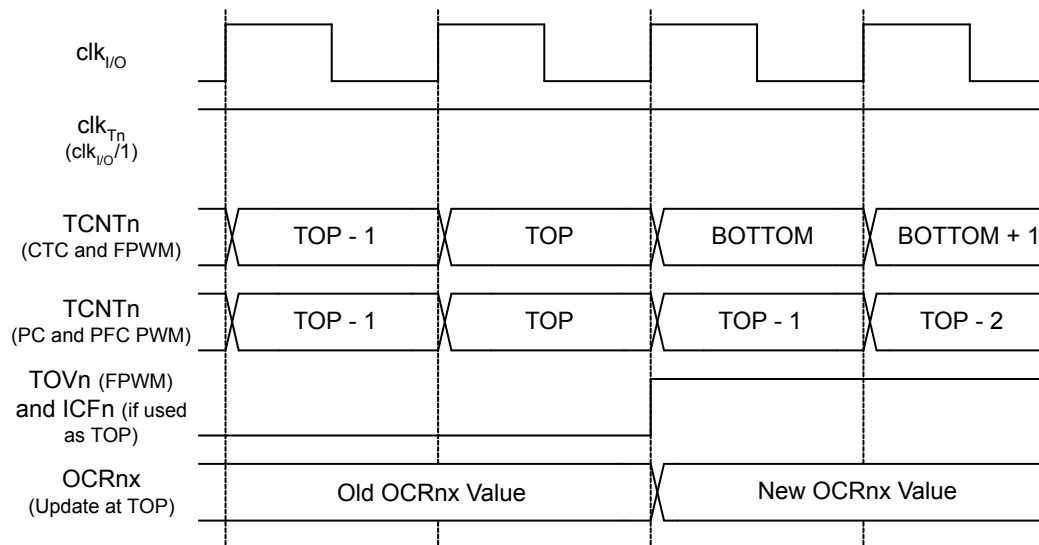 clkI/O
clkTn
(clkI/O/1)
TCNTn
(CTC and FPWM)
TOP - 1 TOP BOTTOM BOTTOM + 1
TCNTn
(PC and PFC PWM)
TOP - 1 TOP TOP - 1 TOP - 2
TOVn (FPWM)
and ICFn (if used
as TOP)
OCRnx
(Update at TOP)
Old OCRnx Value New OCRnx Value